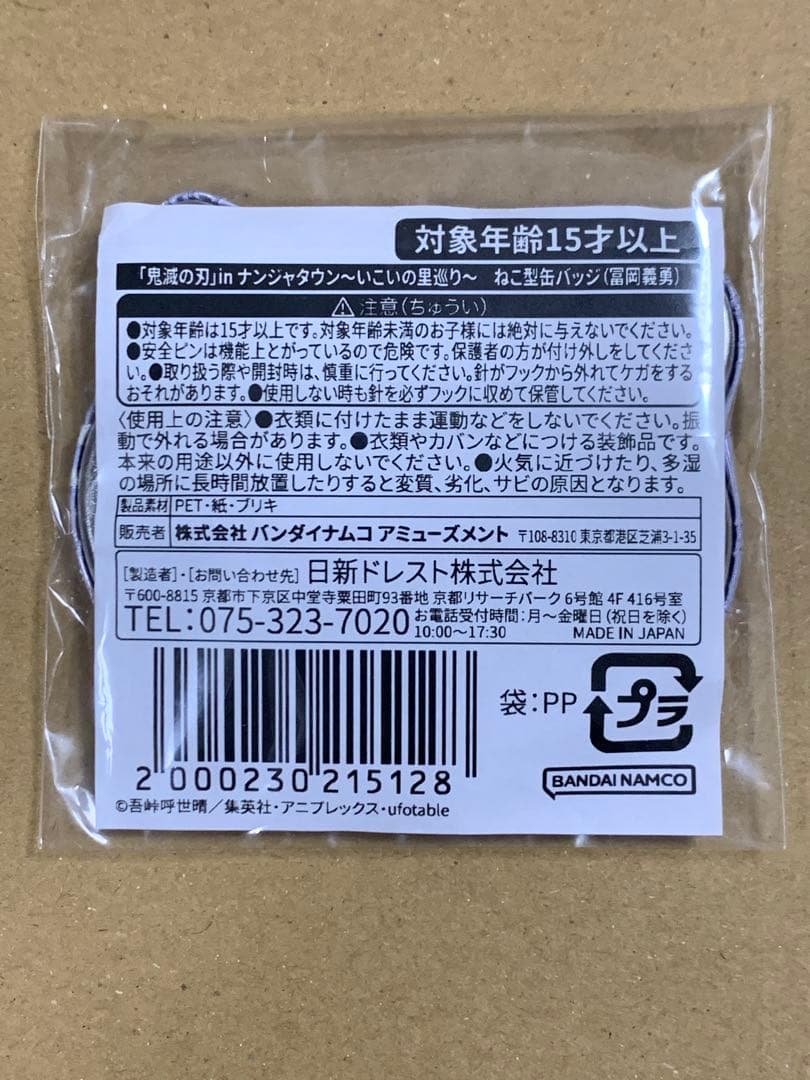 対象年齢15才以上
「鬼滅の刃」in ナンジャタウン～いこいの里巡り～　ねこ型缶バッジ(冨岡義勇)
⚠注意(ちゅうい)
●対象年齢は15才以上です。対象年齢未満のお子様には絶対に与えないでください。
●安全ピンは機能上とがっているので危険です。保護者の方が付け外しをしてくださ
い。●取り扱う際や開封時は、慎重に行ってください。針がフックから外れてケガをする
おそれがあります。●使用しない時も針を必ずフックに収めて保管してください。
〈使用上の注意〉●衣類に付けたまま運動などをしないでください。振
動で外れる場合があります。●衣類やカバンなどにつける装飾品です。
本来の用途以外に使用しないでください。●火気に近づけたり、多湿
の場所に長時間放置したりすると変質、劣化、サビの原因となります。
製品素材 PET・紙・ブリキ
販売者 株式会社 バンダイナムコ アミューズメント 〒108-8310 東京都港区芝浦3-1-35
[製造者]・[お問い合わせ先] 日新ドレスト株式会社
〒600-8815 京都市下京区中堂寺粟田町93番地 京都リサーチパーク 6号館 4F 416号室
TEL:075-323-7020 お電話受付時間:月～金曜日(祝日を除く)
10:00～17:30 MADE IN JAPAN
袋:PP プラ
2 000230 215128
BANDAI NAMCO
©吾峠呼世晴／集英社・アニプレックス・ufotable